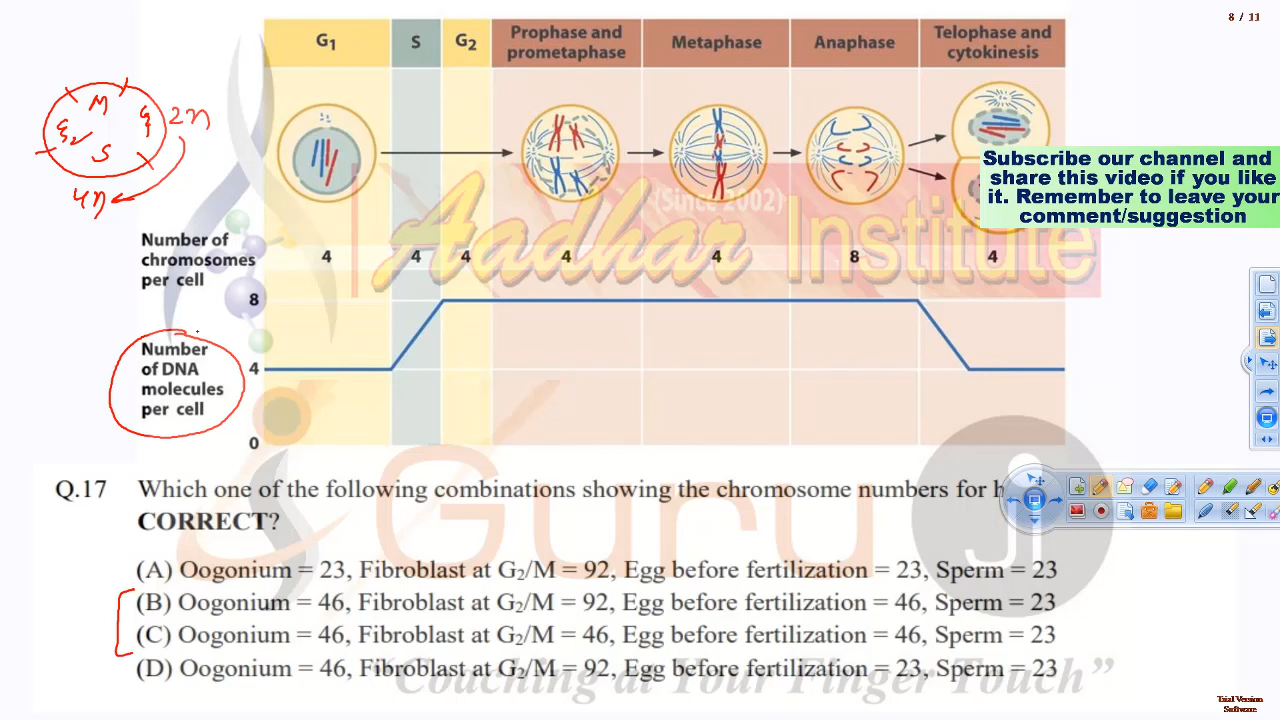 8 / 11
G1 S G2 Prophase and prometaphase Metaphase Anaphase Telophase and cytokinesis
M
G1
2n
G2
S
4n
Subscribe our channel and
share this video if you like
it. Remember to leave your
comment/suggestion
(Since 2002)
Aadhar Institute
Number of
chromosomes
per cell
4 4 4 4 4 8 4
8
Number
of DNA
molecules
per cell
4
0
Guru Ji
Q.17 Which one of the following combinations showing the chromosome numbers for
CORRECT?
(A) Oogonium = 23, Fibroblast at G2/M = 92, Egg before fertilization = 23, Sperm = 23
(B) Oogonium = 46, Fibroblast at G2/M = 92, Egg before fertilization = 46, Sperm = 23
(C) Oogonium = 46, Fibroblast at G2/M = 46, Egg before fertilization = 46, Sperm = 23
(D) Oogonium = 46, Fibroblast at G2/M = 92, Egg before fertilization = 23, Sperm = 23
"Coaching at Your Finger Touch"
Trial Version
Software